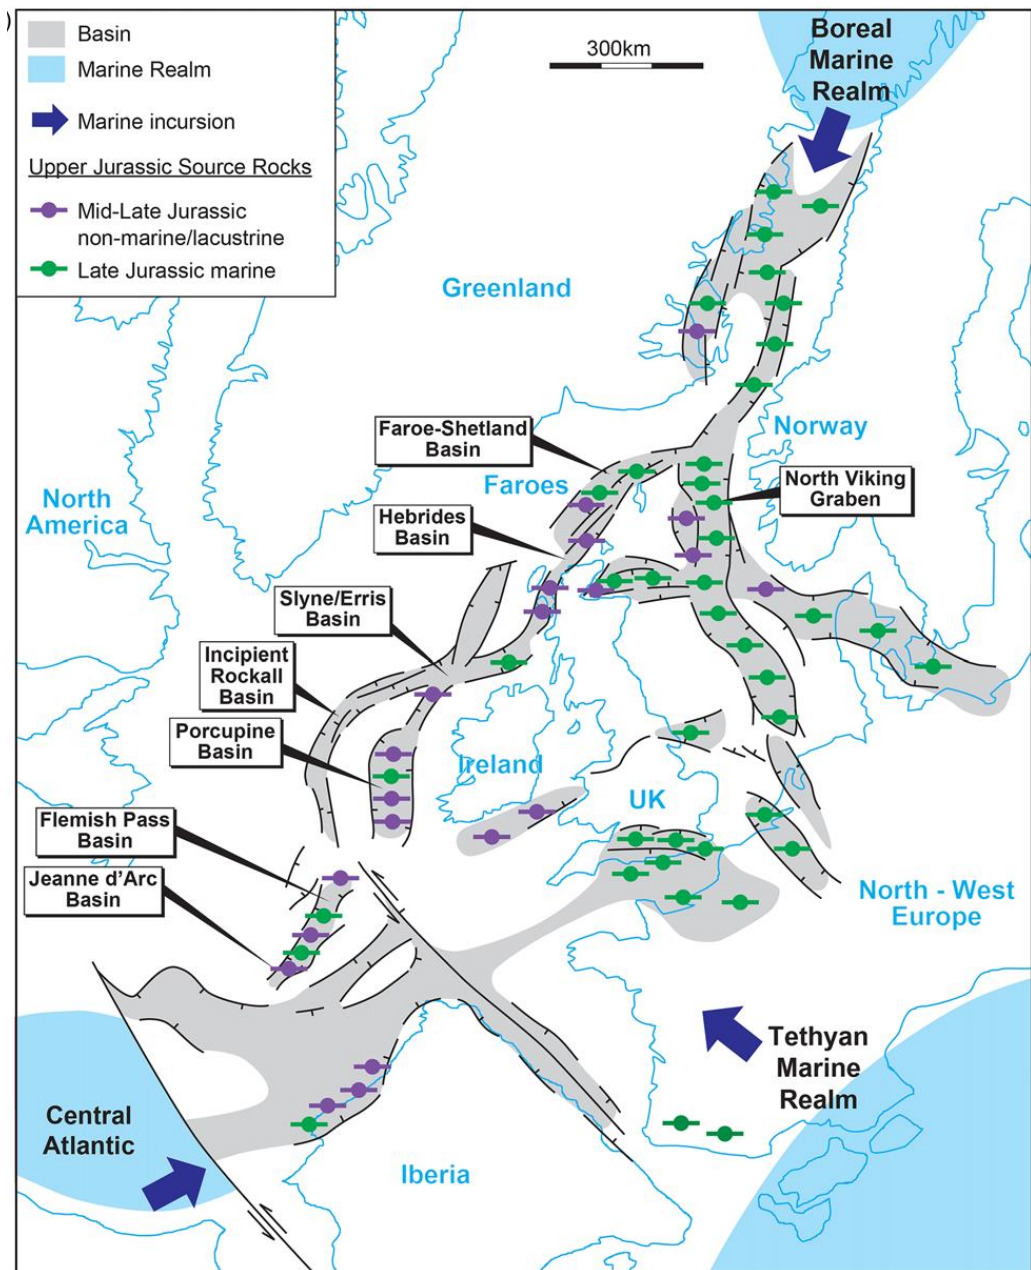 )
Basin
Marine Realm
Marine incursion
Upper Jurassic Source Rocks
Mid-Late Jurassic
non-marine/lacustrine
Late Jurassic marine
300km
Boreal
Marine
Realm
Greenland
Norway
Faroe-Shetland
Basin
Faroes
North Viking
Graben
North
America
Hebrides
Basin
Slyne/Erris
Basin
Incipient
Rockall
Basin
Porcupine
Basin
Ireland
UK
Flemish Pass
Basin
Jeanne d'Arc
Basin
North - West
Europe
Tethyan
Marine
Realm
Central
Atlantic
Iberia